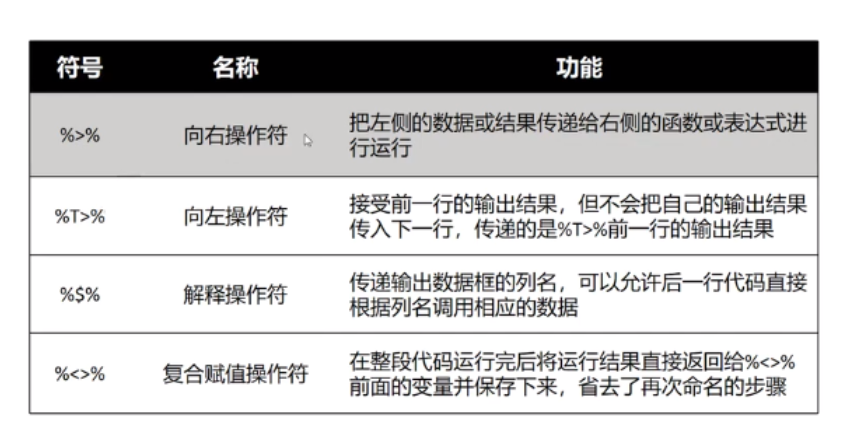 符号 名称 功能
%>% 向右操作符 把左侧的数据或结果传递给右侧的函数或表达式进
行运行
%T>% 向左操作符 接受前一行的输出结果，但不会把自己的输出结果
传入下一行，传递的是%T>%前一行的输出结果
%$% 解释操作符 传递输出数据框的列名，可以允许后一行代码直接
根据列名调用相应的数据
%<>% 复合赋值操作符 在整段代码运行完后将运行结果直接返回给%<>%
前面的变量并保存下来，省去了再次命名的步骤